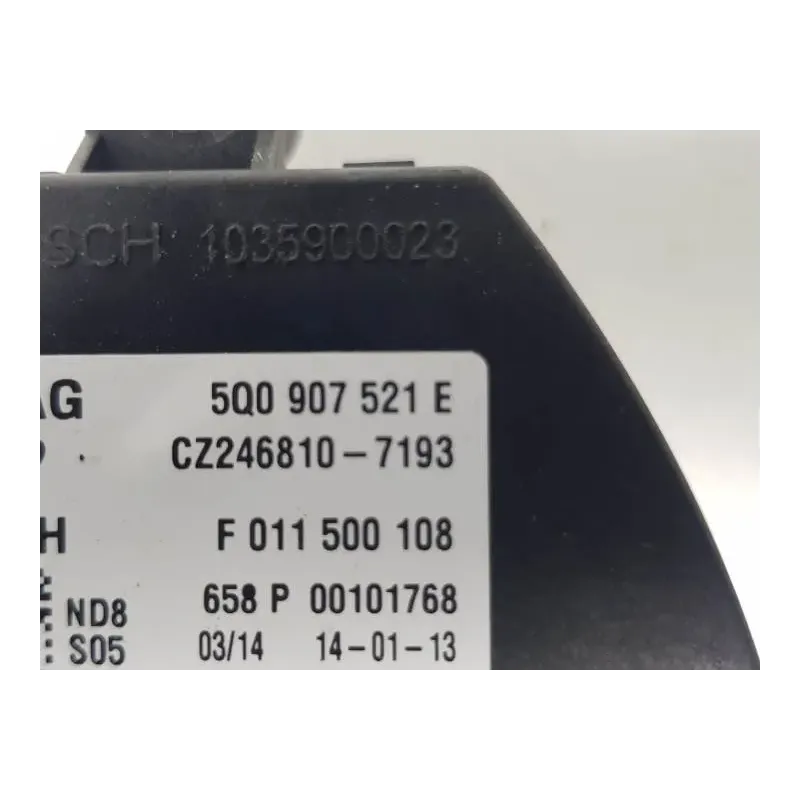 SCH 1035900023
AG 5Q0 907 521 E
CZ246810-7193
H F 011 500 108
ND8 658 P 00101768
S05 03/14 14-01-13